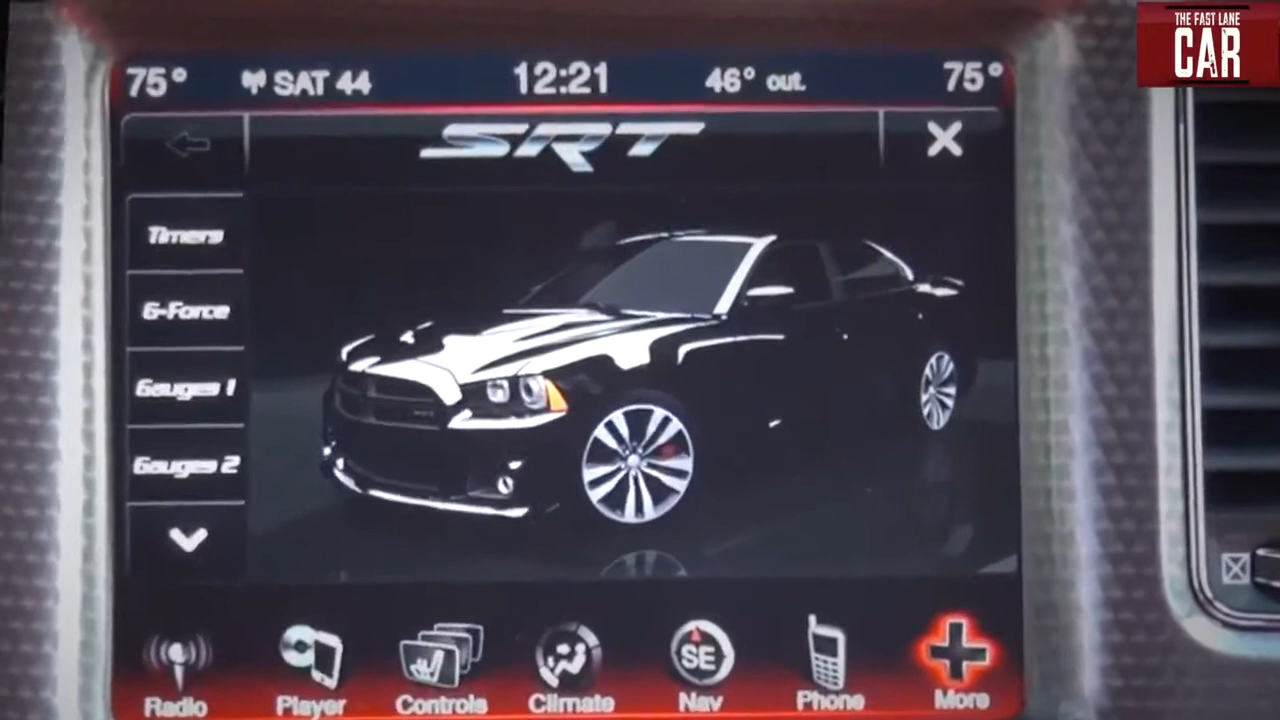 THE FAST LANE
CAR
75° SAT 44 12:21 46° out. 75°
SRT
Timers
G-Force
Gauges 1
Gauges 2
SE
Radio Player Controls Climate Nav Phone More